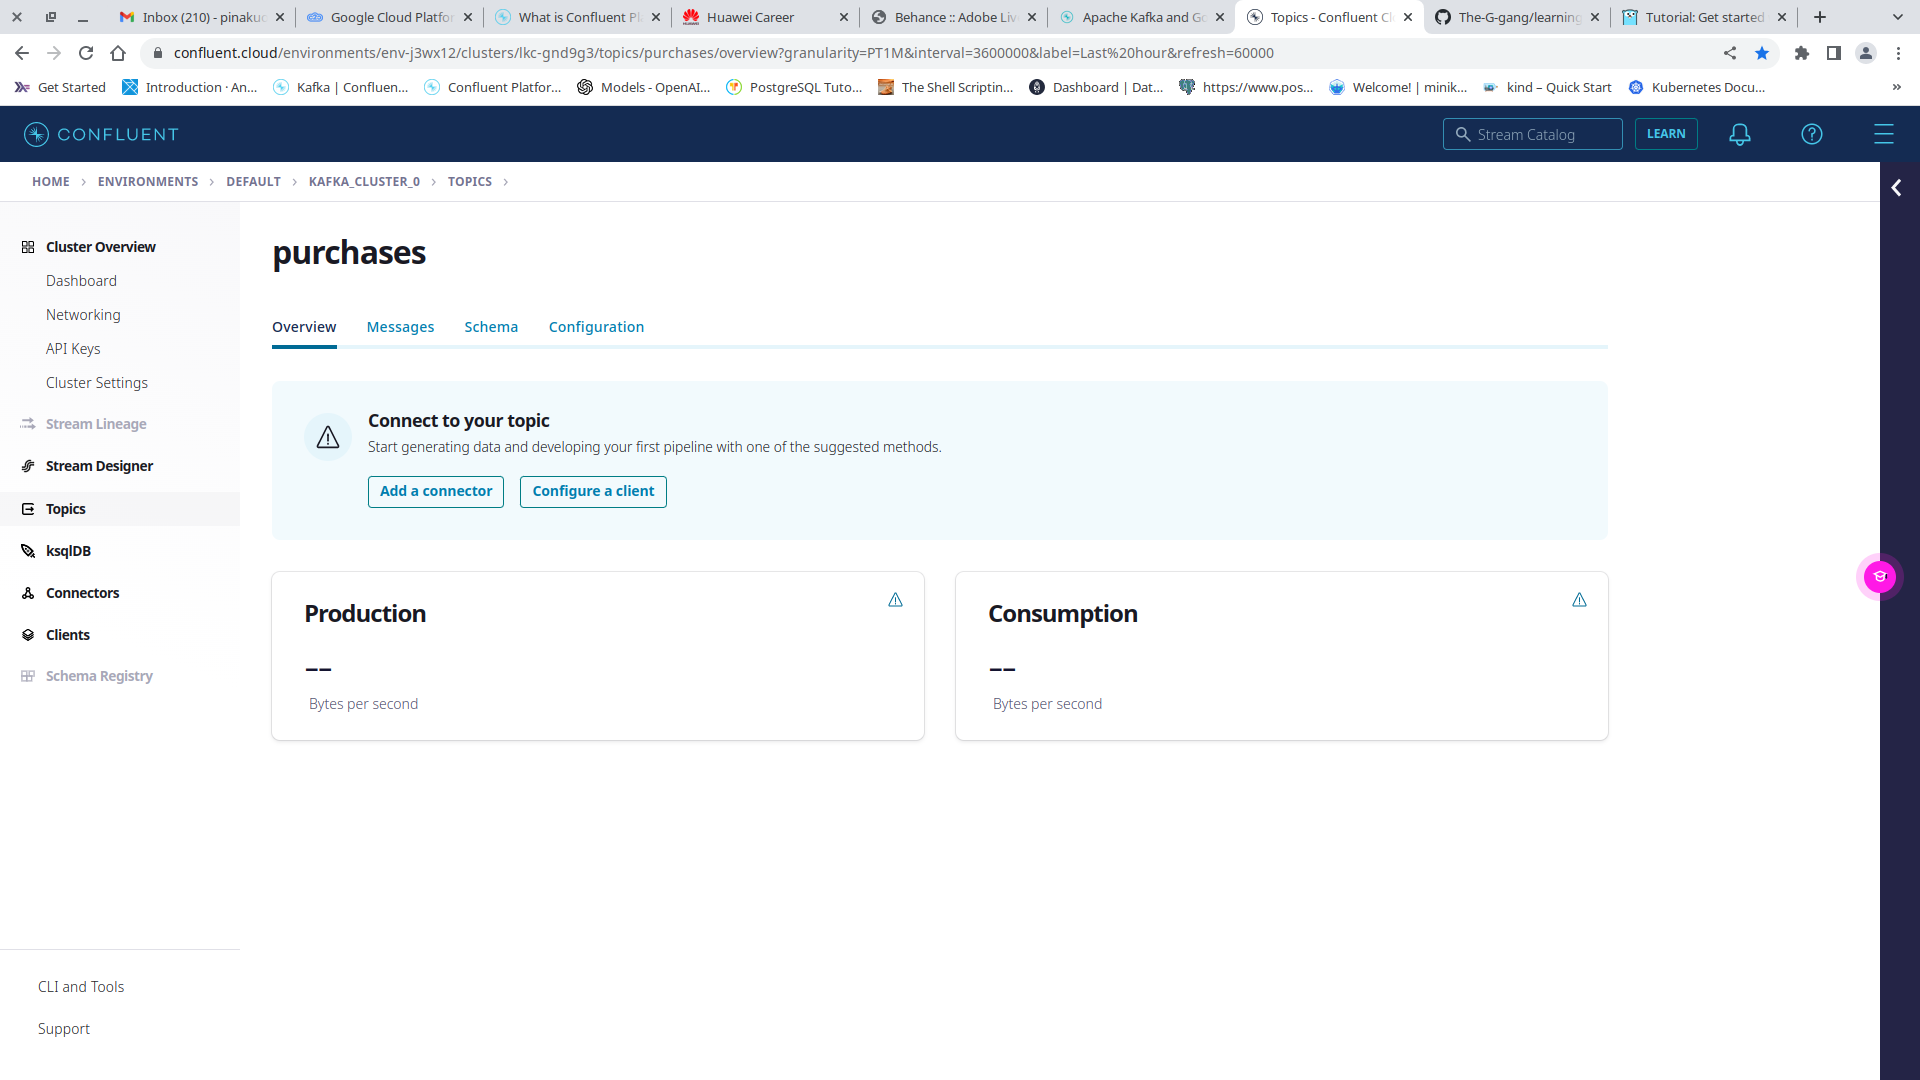 Inbox (210) - pinaku
Google Cloud Platfor
What is Confluent Pl
Huawei Career
Behance :: Adobe Liv
Apache Kafka and Go
Topics - Confluent Cl
The-G-gang/learning
Tutorial: Get started
confluent.cloud/environments/env-j3wx12/clusters/lkc-gnd9g3/topics/purchases/overview?granularity=PT1M&interval=3600000&label=Last%20hour&refresh=60000
Get Started
Introduction · An...
Kafka | Confluen...
Confluent Platfor...
Models - OpenAI...
PostgreSQL Tuto...
The Shell Scriptin...
Dashboard | Dat...
https://www.pos...
Welcome! | minik...
kind – Quick Start
Kubernetes Docu...
»
CONFLUENT
Stream Catalog
LEARN
HOME > ENVIRONMENTS > DEFAULT > KAFKA_CLUSTER_0 > TOPICS >
Cluster Overview
Dashboard
Networking
API Keys
Cluster Settings
Stream Lineage
Stream Designer
Topics
ksqlDB
Connectors
Clients
Schema Registry
CLI and Tools
Support
purchases
Overview
Messages
Schema
Configuration
Connect to your topic
Start generating data and developing your first pipeline with one of the suggested methods.
Add a connector
Configure a client
Production
--
Bytes per second
Consumption
--
Bytes per second